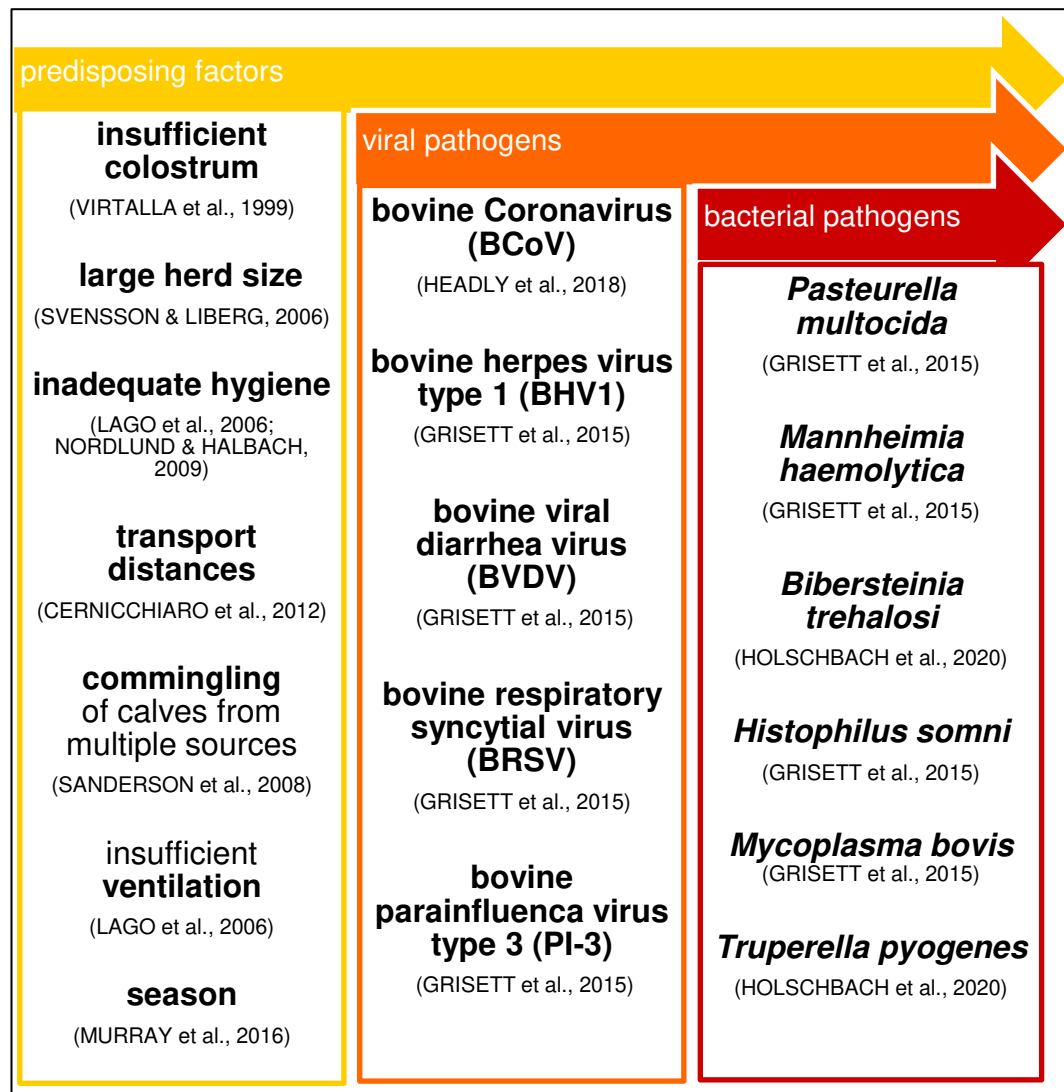 predisposing factors
insufficient
colostrum
(VIRTALLA et al., 1999)
large herd size
(SVENSSON & LIBERG, 2006)
inadequate hygiene
(LAGO et al., 2006;
NORDLUND & HALBACH,
2009)
transport
distances
(CERNICCHIARO et al., 2012)
commingling
of calves from
multiple sources
(SANDERSON et al., 2008)
insufficient
ventilation
(LAGO et al., 2006)
season
(MURRAY et al., 2016)
viral pathogens
bovine Coronavirus
(BCoV)
(HEADLY et al., 2018)
bovine herpes virus
type 1 (BHV1)
(GRISETT et al., 2015)
bovine viral
diarrhea virus
(BVDV)
(GRISETT et al., 2015)
bovine respiratory
syncytial virus
(BRSV)
(GRISETT et al., 2015)
bovine
parainfluenca virus
type 3 (PI-3)
(GRISETT et al., 2015)
bacterial pathogens
Pasteurella
multocida
(GRISETT et al., 2015)
Mannheimia
haemolytica
(GRISETT et al., 2015)
Bibersteinia
trehalosi
(HOLSCHBACH et al., 2020)
Histophilus somni
(GRISETT et al., 2015)
Mycoplasma bovis
(GRISETT et al., 2015)
Truperella pyogenes
(HOLSCHBACH et al., 2020)